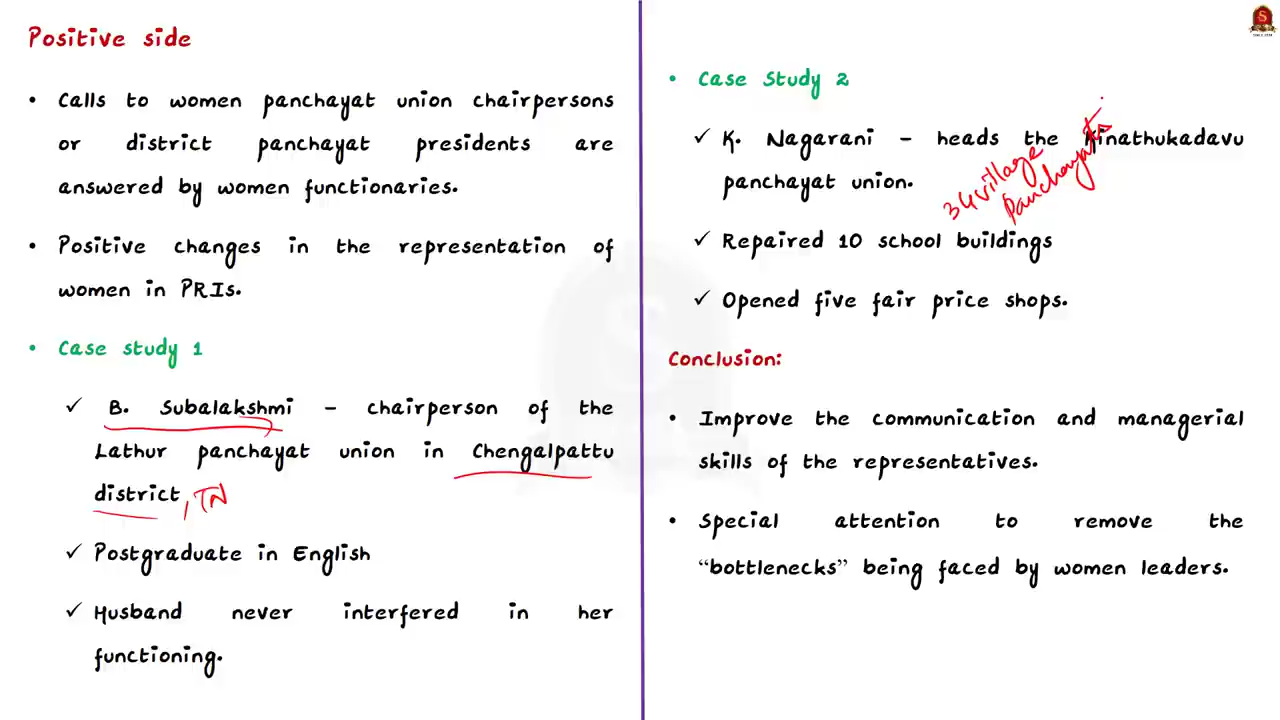 Positive side
• Calls to women panchayat union chairpersons
or district panchayat presidents are
answered by women functionaries.
• Positive changes in the representation of
women in PRIs.
• Case study 1
✓ B. Subalakshmi – chairperson of the
Lathur panchayat union in Chengalpattu
district, TN
✓ Postgraduate in English
✓ Husband never interfered in her
functioning.
• Case Study 2
✓ K. Nagarani – heads the Kinathukadavu
panchayat union.
34 village
Panchayats
✓ Repaired 10 school buildings
✓ Opened five fair price shops.
Conclusion:
• Improve the communication and managerial
skills of the representatives.
• Special attention to remove the
“bottlenecks” being faced by women leaders.